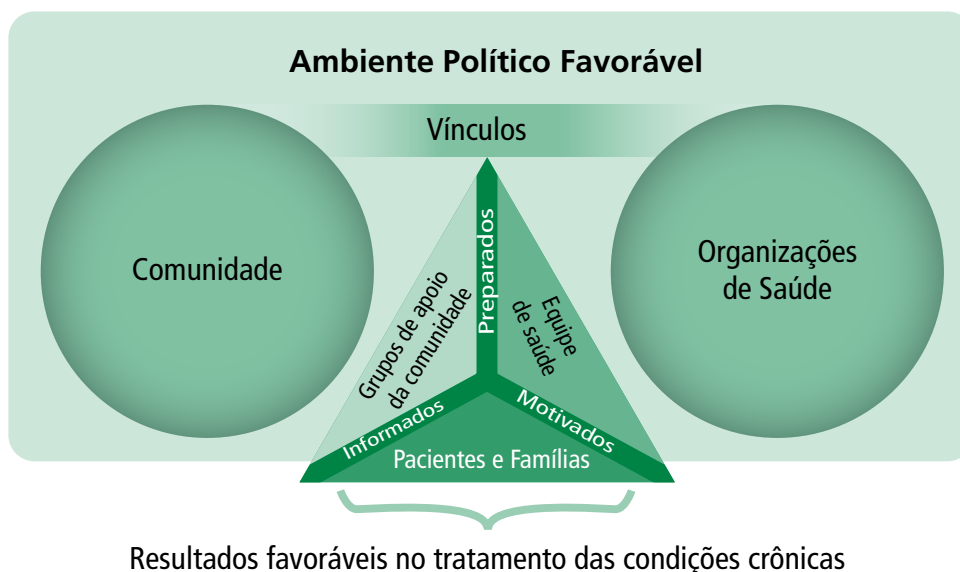 Ambiente Político Favorável
Vínculos
Comunidade
Organizações
de Saúde
Grupos de apoio
da comunidade
Preparados
Equipe
de saúde
Informados
Motivados
Pacientes e Famílias
Resultados favoráveis no tratamento das condições crônicas